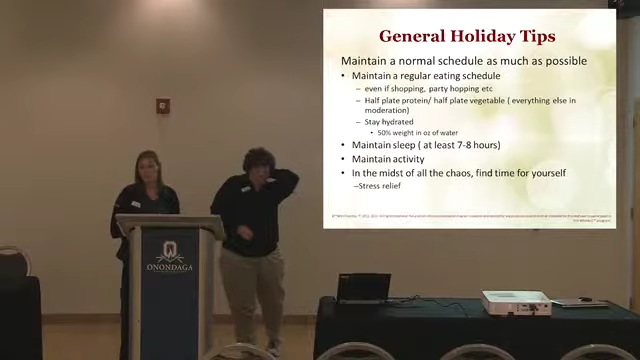 General Holiday Tips
Maintain a normal schedule as much as possible
• Maintain a regular eating schedule
– even if shopping, party hopping etc
– Half plate protein/ half plate vegetable ( everything else in
moderation)
– Stay hydrated
• 50% weight in oz of water
• Maintain sleep ( at least 7-8 hours)
• Maintain activity
• In the midst of all the chaos, find time for yourself
–Stress relief
ONONDAGA